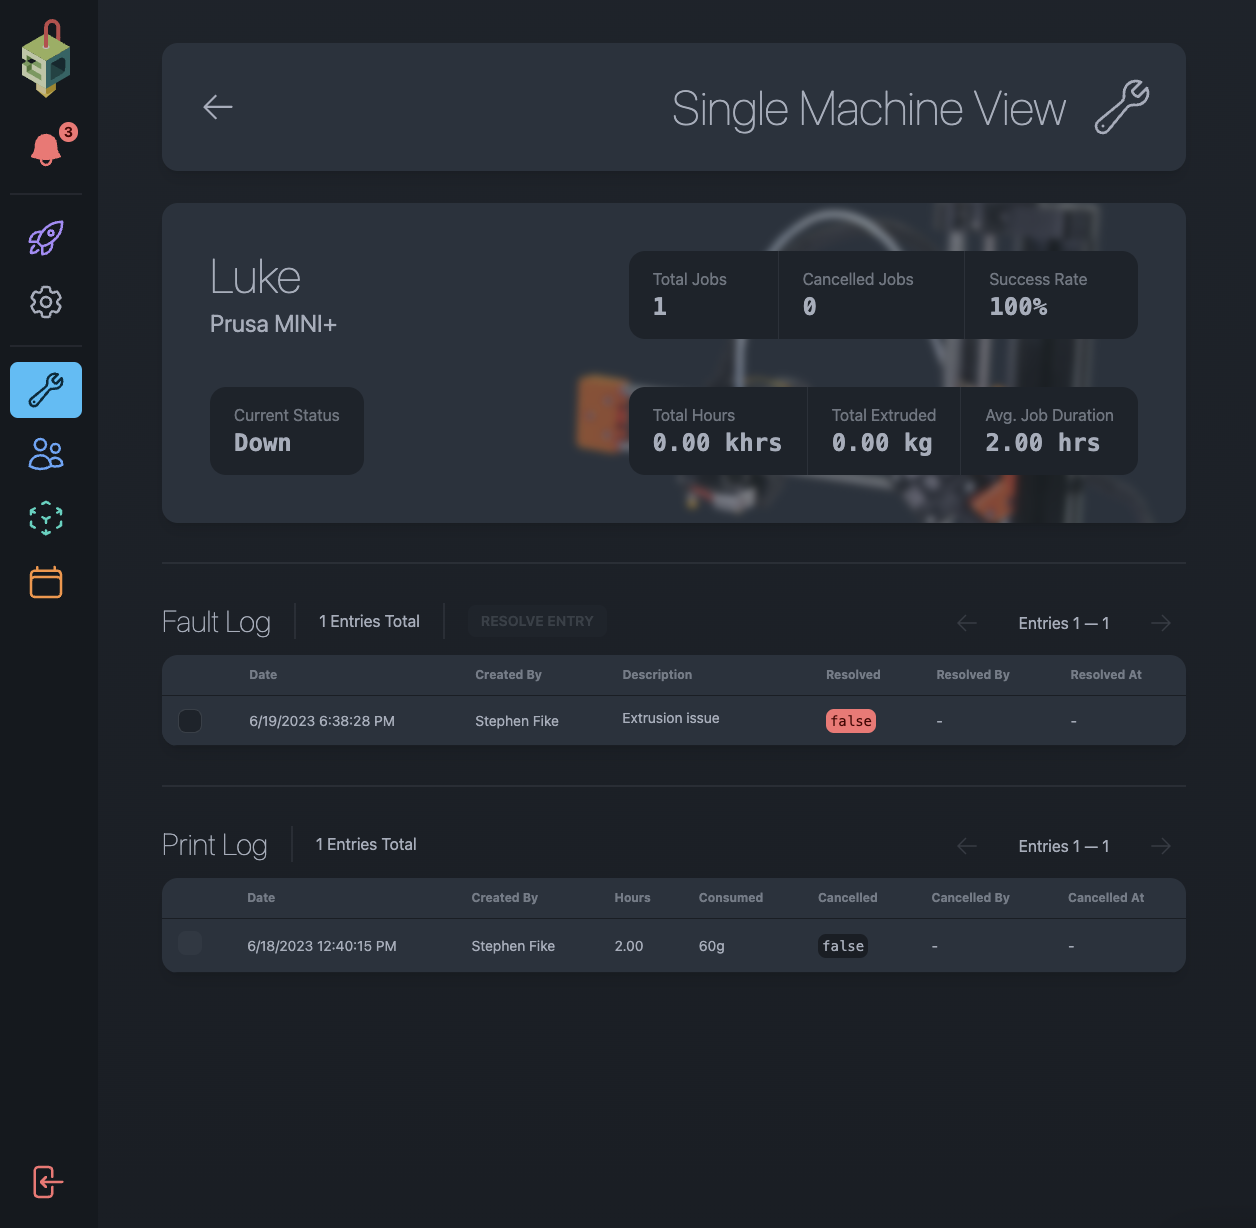 3
Single Machine View
Luke
Prusa MINI+
Total Jobs Cancelled Jobs Success Rate
1 0 100%
Current Status
Down
Total Hours Total Extruded Avg. Job Duration
0.00 khrs 0.00 kg 2.00 hrs
Fault Log 1 Entries Total RESOLVE ENTRY Entries 1 — 1
Date Created By Description Resolved Resolved By Resolved At
6/19/2023 6:38:28 PM Stephen Fike Extrusion issue false - -
Print Log 1 Entries Total Entries 1 — 1
Date Created By Hours Consumed Cancelled Cancelled By Cancelled At
6/18/2023 12:40:15 PM Stephen Fike 2.00 60g false - -